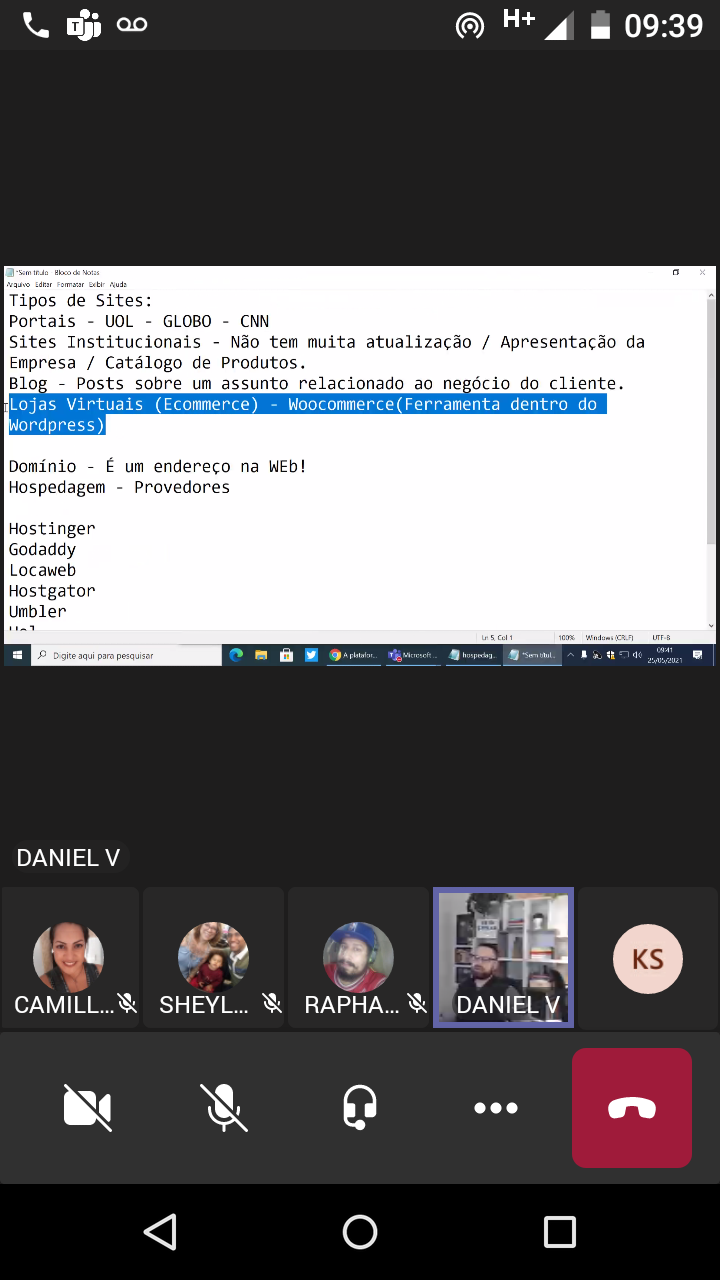 H+ 09:39
*Sem título - Bloco de Notas
Arquivo Editar Formatar Exibir Ajuda
Tipos de Sites:
Portais - UOL - GLOBO - CNN
Sites Institucionais - Não tem muita atualização / Apresentação da
Empresa / Catálogo de Produtos.
Blog - Posts sobre um assunto relacionado ao negócio do cliente.
Lojas Virtuais (Ecommerce) - Woocommerce(Ferramenta dentro do
Wordpress)
Domínio - É um endereço na WEb!
Hospedagem - Provedores
Hostinger
Godaddy
Locaweb
Hostgator
Umbler
Ln 5, Col 1 100% Windows (CRLF) UTF-8
Digite aqui para pesquisar A platafor... Microsoft ... hospedag... *Sem títul... 09:41
25/05/2021
DANIEL V
CAMILL... SHEYL... RAPHA... DANIEL V KS